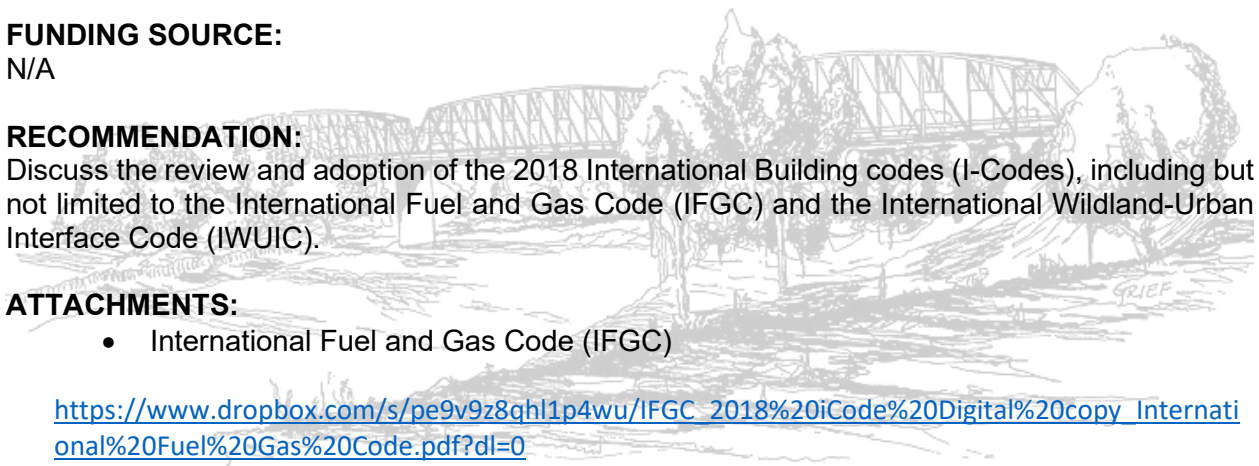 FUNDING SOURCE:
N/A
RECOMMENDATION:
Discuss the review and adoption of the 2018 International Building codes (I-Codes), including but
not limited to the International Fuel and Gas Code (IFGC) and the International Wildland-Urban
Interface Code (IWUIC).
ATTACHMENTS:
• International Fuel and Gas Code (IFGC)
https://www.dropbox.com/s/pe9v9z8qhl1p4wu/IFGC_2018%20iCode%20Digital%20copy_Internati
onal%20Fuel%20Gas%20Code.pdf?dl=0
GRIEF